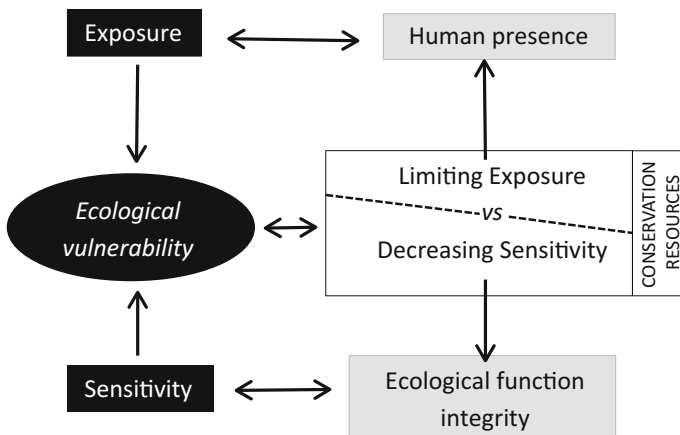 Exposure
Human presence
Limiting Exposure
vs
Decreasing Sensitivity
CONSERVATION
RESOURCES
Ecological
vulnerability
Sensitivity
Ecological function
integrity